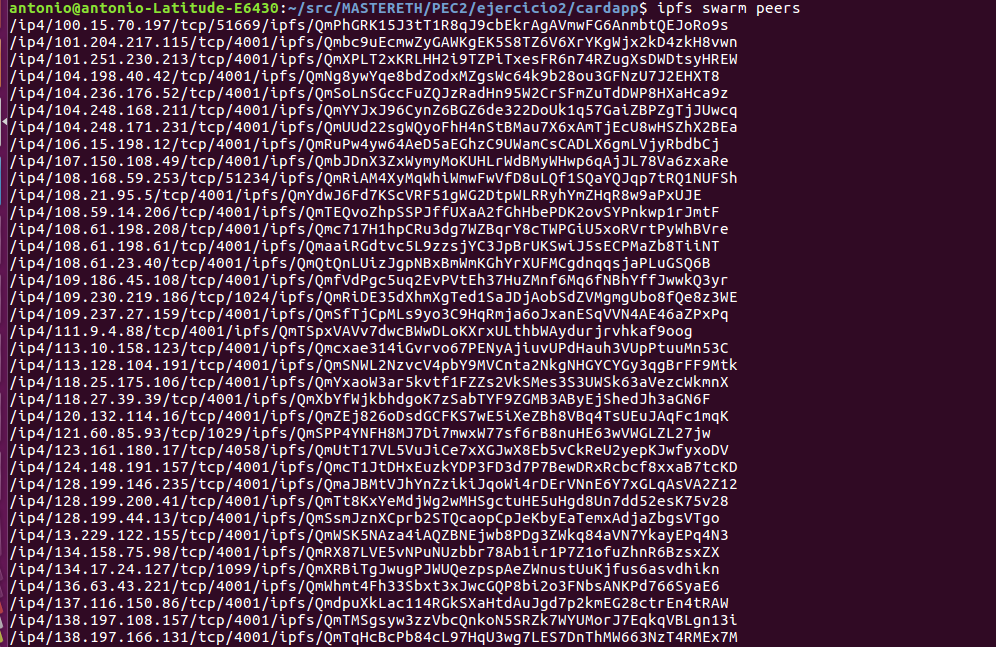 antonio@antonio-Latitude-E6430:~/src/MASTERETH/PEC2/ejercicio2/cardapp$ ipfs swarm peers
/ip4/100.15.70.197/tcp/51669/ipfs/QmPhGRK15J3tT1R8qJ9cbEkrAgAVmwFG6AnmbtQEJoRo9s
/ip4/101.204.217.115/tcp/4001/ipfs/Qmbc9uEcmwZyGAWKgEK5S8TZ6V6XrYKgWjx2kD4zkH8vwn
/ip4/101.251.230.213/tcp/4001/ipfs/QmXPLT2xKRLHH2i9TZPiTxesFR6n74RZugXsDWDtsyHREW
/ip4/104.198.40.42/tcp/4001/ipfs/QmNg8ywYqe8bdZodxMZgsWc64k9b28ou3GFNzU7J2EHXT8
/ip4/104.236.176.52/tcp/4001/ipfs/QmSoLnSGccFuZQJzRadHn95W2CrSFmZuTdDWP8HXaHca9z
/ip4/104.248.168.211/tcp/4001/ipfs/QmYYJxJ96CynZ6BGZ6de322DoUk1q57GaiZBPZgTjJUwcq
/ip4/104.248.171.231/tcp/4001/ipfs/QmUUd22sgWQyoFhH4nStBMau7X6xAmTjEcU8wHSZhX2BEa
/ip4/106.15.198.12/tcp/4001/ipfs/QmRuPw4yw64AeD5aEGhzC9UWamCsCADLX6gmLVjyRbdbCj
/ip4/107.150.108.49/tcp/4001/ipfs/QmbJDnX3ZxWymyMoKUHLrWdBMyWHwp6qAjJL78Va6zxaRe
/ip4/108.168.59.253/tcp/51234/ipfs/QmRiAM4XyMqWhiWmwFwVfD8uLQf1SQaYQJqp7tRQ1NUFSh
/ip4/108.21.95.5/tcp/4001/ipfs/QmYdwJ6Fd7KScVRF51gWG2DtpWLRRyhYmZHqR8w9aPxUJE
/ip4/108.59.14.206/tcp/4001/ipfs/QmTEQvoZhpSSPJffUXaA2fGhHbePDK2ovSYPnkwp1rJmtF
/ip4/108.61.198.208/tcp/4001/ipfs/Qmc717H1hpCRu3dg7WZBqrY8cTWPGiU5xoRVrtPyWhBVre
/ip4/108.61.198.61/tcp/4001/ipfs/QmaaiRGdtvc5L9zzsjYC3JpBrUKSwiJ5sECPMaZb8TiiNT
/ip4/108.61.23.40/tcp/4001/ipfs/QmQtQnLUizJgpNBxBmWmKGhYrXUFMCgdnqqsjaPLuGSQ6B
/ip4/109.186.45.108/tcp/4001/ipfs/QmfVdPgc5uq2EvPVtEh37HuZMnf6Mq6fNBhYffJwwkQ3yr
/ip4/109.230.219.186/tcp/1024/ipfs/QmRiDE35dXhmXgTed1SaJDjAobSdZVMgmgUbo8fQe8z3WE
/ip4/109.237.27.159/tcp/4001/ipfs/QmSfTjCpMLs9yo3C9HqRmja6oJxanESqVVN4AE46aZPxPq
/ip4/111.9.4.88/tcp/4001/ipfs/QmTSpxVAVv7dwcBWwDLoKXrxULthbWAydurjrvhkaf9oog
/ip4/113.10.158.123/tcp/4001/ipfs/Qmcxae314iGvrvo67PENyAjiuvUPdHauh3VUpPtuuMn53C
/ip4/113.128.104.191/tcp/4001/ipfs/QmSNWL2NzvcV4pbY9MVCnta2NkgNHGYCYGy3qgBrFF9Mtk
/ip4/118.25.175.106/tcp/4001/ipfs/QmYxaoW3ar5kvtf1FZZs2VkSMes3S3UWSk63aVezcWkmnX
/ip4/118.27.39.39/tcp/4001/ipfs/QmXbYfWjkbhdgoK7zSabTYF9ZGMB3AByEjShedJh3aGN6F
/ip4/120.132.114.16/tcp/4001/ipfs/QmZEj826oDsdGCFKS7wE5iXeZBh8VBq4TsUEuJAqFc1mqK
/ip4/121.60.85.93/tcp/1029/ipfs/QmSPP4YNFH8MJ7Di7mwxW77sf6rB8nuHE63wVWGLZL27jw
/ip4/123.161.180.17/tcp/4058/ipfs/QmUtT17VL5VuJiCe7xXGJwX8Eb5vCkReU2yepKJwfyxoDV
/ip4/124.148.191.157/tcp/4001/ipfs/QmcT1JtDHxEuzkYDP3FD3d7P7BewDRxRcbcf8xxaB7tcKD
/ip4/128.199.146.235/tcp/4001/ipfs/QmaJBMtVJhYnZzikiJqoWi4rDErVNnE6Y7xGLqAsVA2Z12
/ip4/128.199.200.41/tcp/4001/ipfs/QmTt8KxYeMdjWg2wMHSgctuHE5uHgd8Un7dd52esK75v28
/ip4/128.199.44.13/tcp/4001/ipfs/QmSsmJznXCprb2STQcaopCpJeKbyEaTemxAdjaZbgsVTgo
/ip4/13.229.122.155/tcp/4001/ipfs/QmWSK5NAza4iAQZBNEjwb8PDg3ZWkq84aVN7YkayEPq4N3
/ip4/134.158.75.98/tcp/4001/ipfs/QmRX87LVE5vNPuNUzbbr78Ab1ir1P7Z1ofuZhnR6BzsxZX
/ip4/134.17.24.127/tcp/1099/ipfs/QmXRBiTgJwugPJWUQezpspAeZWnustUuKjfus6asvdhikn
/ip4/136.63.43.221/tcp/4001/ipfs/QmWhmt4Fh33Sbxt3xJwcGQP8bi2o3FNbsANKPd766SyaE6
/ip4/137.116.150.86/tcp/4001/ipfs/QmdpuXkLac114RGkSXaHtdAuJgd7p2kmEG28ctrEn4tRAW
/ip4/138.197.108.157/tcp/4001/ipfs/QmTMSgsyw3zzVbcQnkoN5SRZk7WYUMorJ7EqkqVBLgn13i
/ip4/138.197.166.131/tcp/4001/ipfs/QmTqHcBcPb84cL97HqU3wg7LES7DnThMW663NzT4RMEx7M